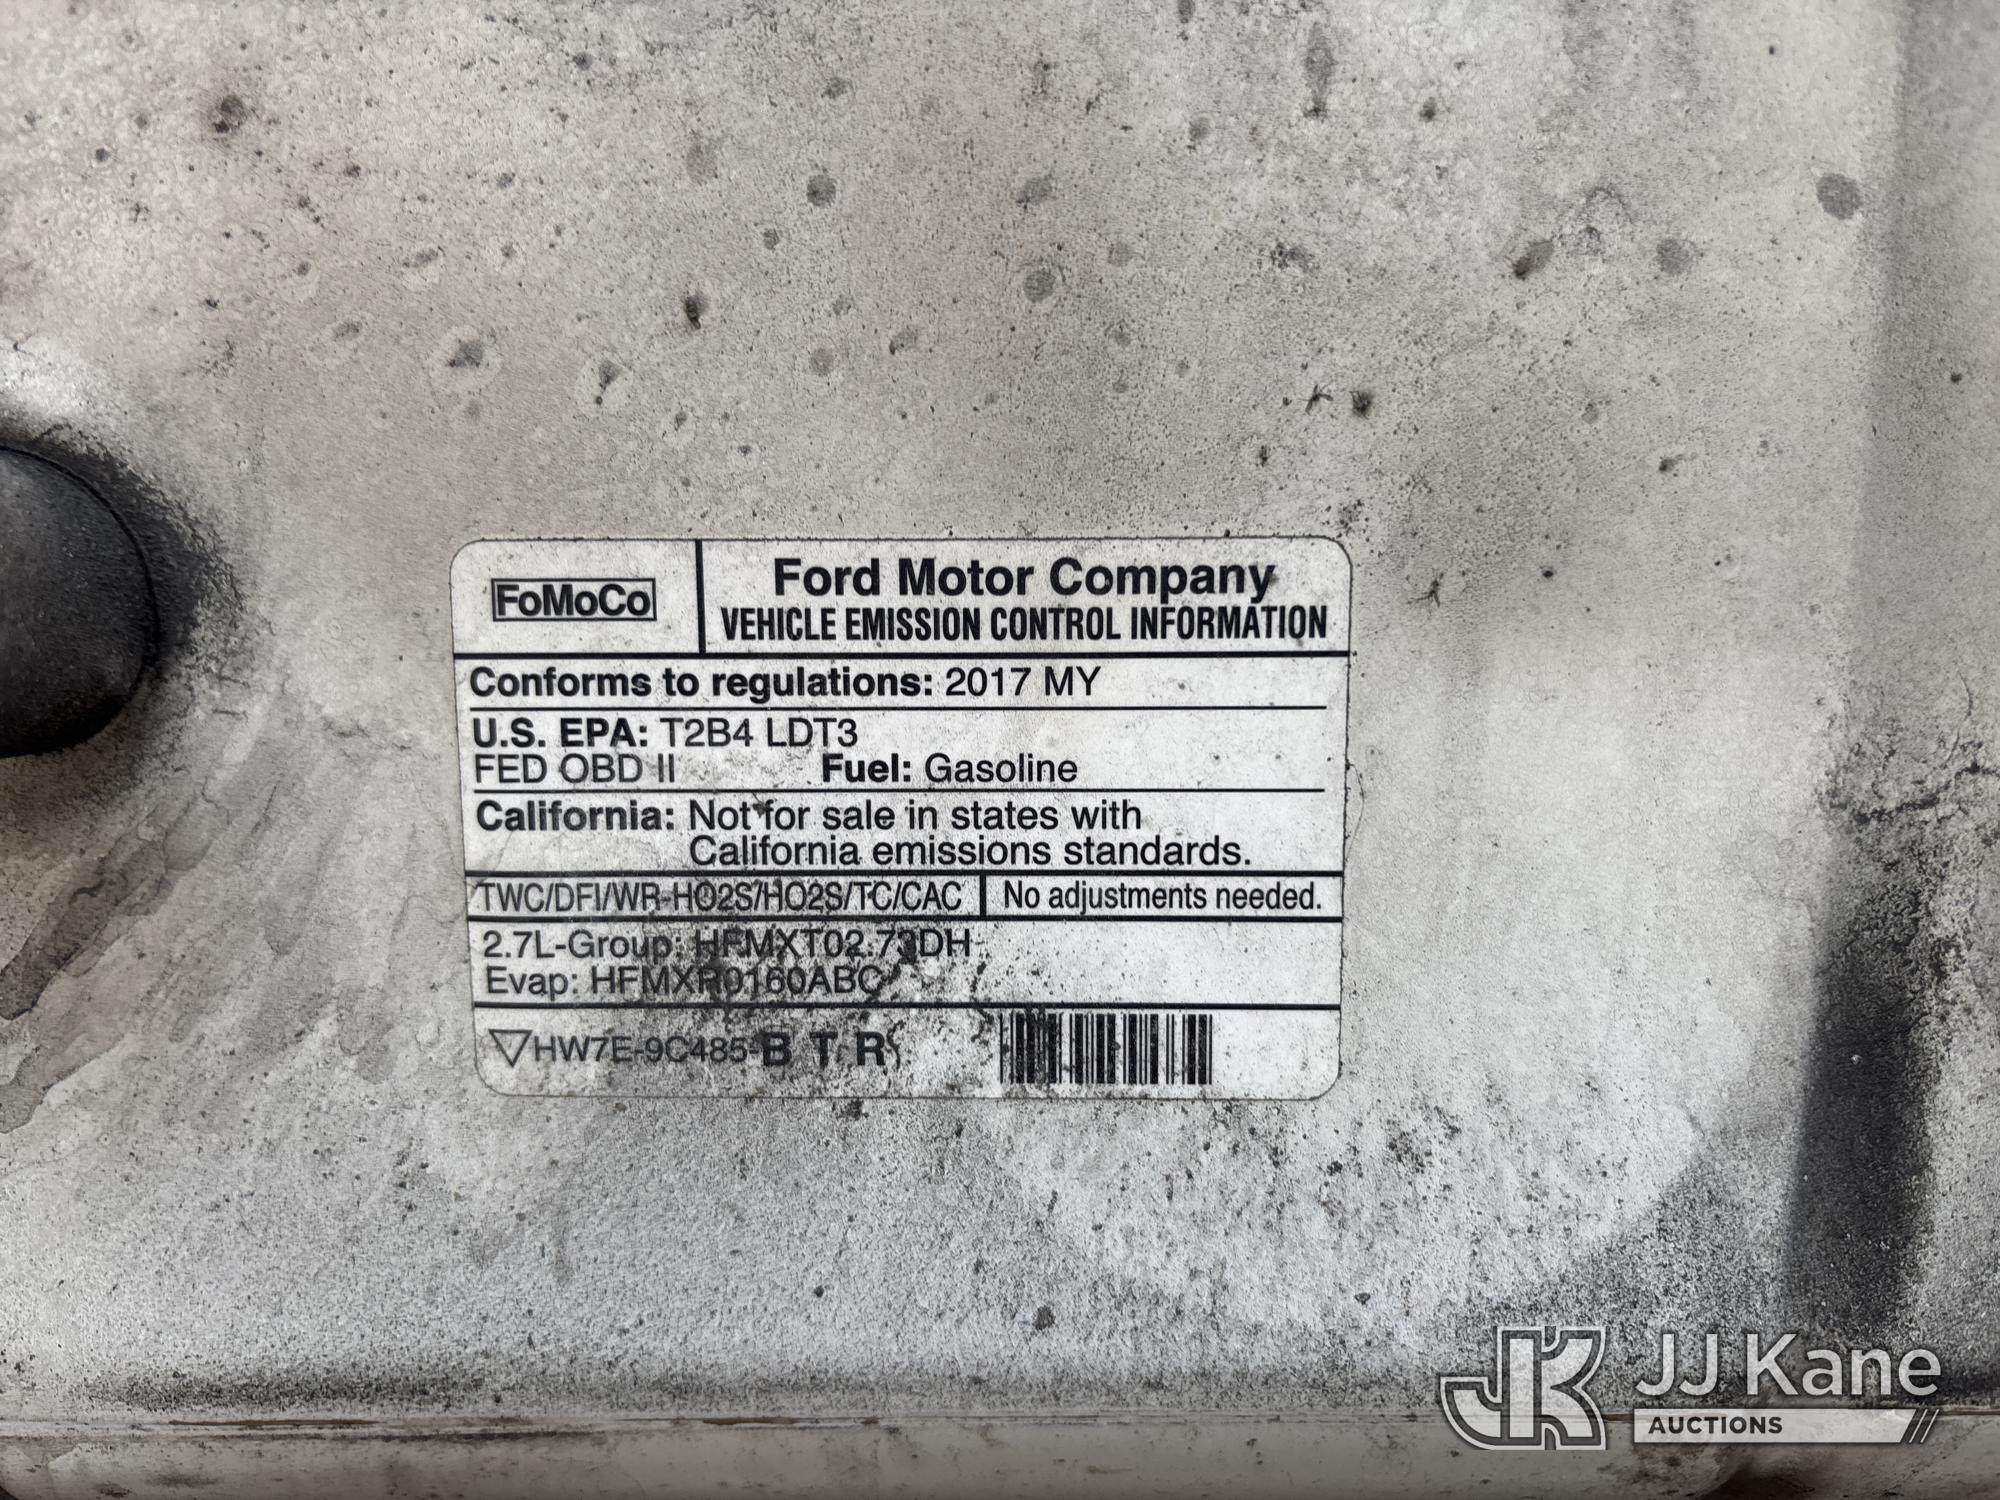 FoMoCo
Ford Motor Company
VEHICLE EMISSION CONTROL INFORMATION
Conforms to regulations: 2017 MY
U.S. EPA: T2B4 LDT3
FED OBD II Fuel: Gasoline
California: Not for sale in states with
California emissions standards.
TWC/DFI/WR-HO2S/HO2S/TC/CAC No adjustments needed.
2.7L-Group: HFMXT02.73DH
Evap: HFMXR0160ABC
HW7E-9C485-B T R
JK JJ Kane
AUCTIONS